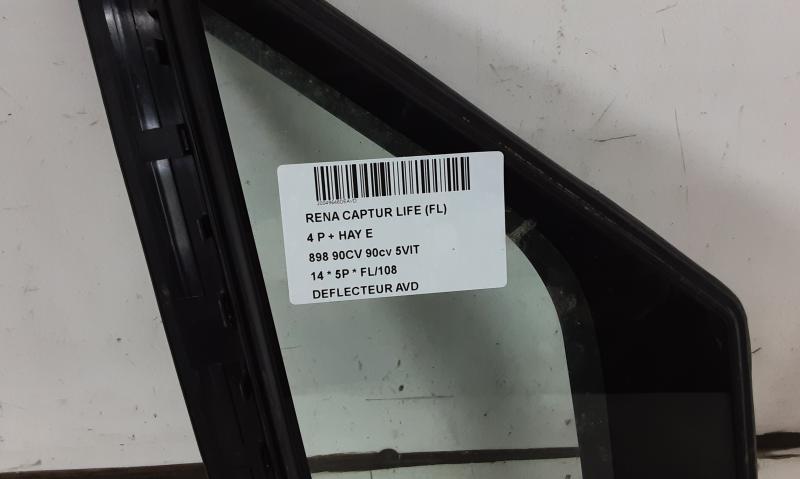 RENA CAPTUR LIFE (FL)
4 P + HAY E
898 90CV 90cv 5VIT
14 * 5P * FL/108
DEFLECTEUR AVD